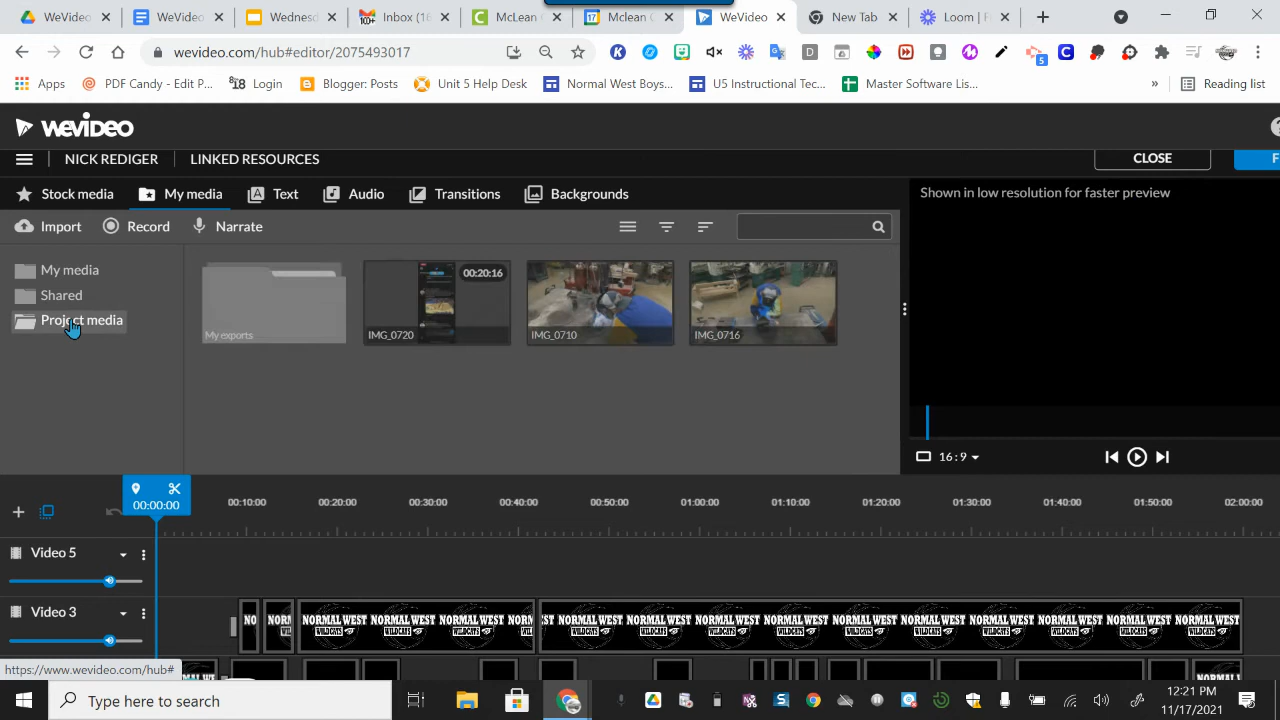 WeVideo
WeVideo
Wednes
Inbox (1
McLean
Mclean C
WeVideo
New Tab
Loom | F
wevideo.com/hub#editor/2075493017
5
Apps
PDF Candy - Edit P...
Login
Blogger: Posts
Unit 5 Help Desk
Normal West Boys...
U5 Instructional Tec...
Master Software Lis...
»
Reading list
WEVIDEO
NICK REDIGER
LINKED RESOURCES
CLOSE
F
Stock media
My media
Text
Audio
Transitions
Backgrounds
Shown in low resolution for faster preview
Import
Record
Narrate
My media
Shared
Project media
My exports
00:20:16
IMG_0720
IMG_0710
IMG_0716
16:9
00:00:00
00:10:00
00:20:00
00:30:00
00:40:00
00:50:00
01:00:00
01:10:00
01:20:00
01:30:00
01:40:00
01:50:00
02:00:00
Video 5
Video 3
NORMAL WEST WILDCATS
https://www.wevideo.com/hub#
Type here to search
12:21 PM
11/17/2021